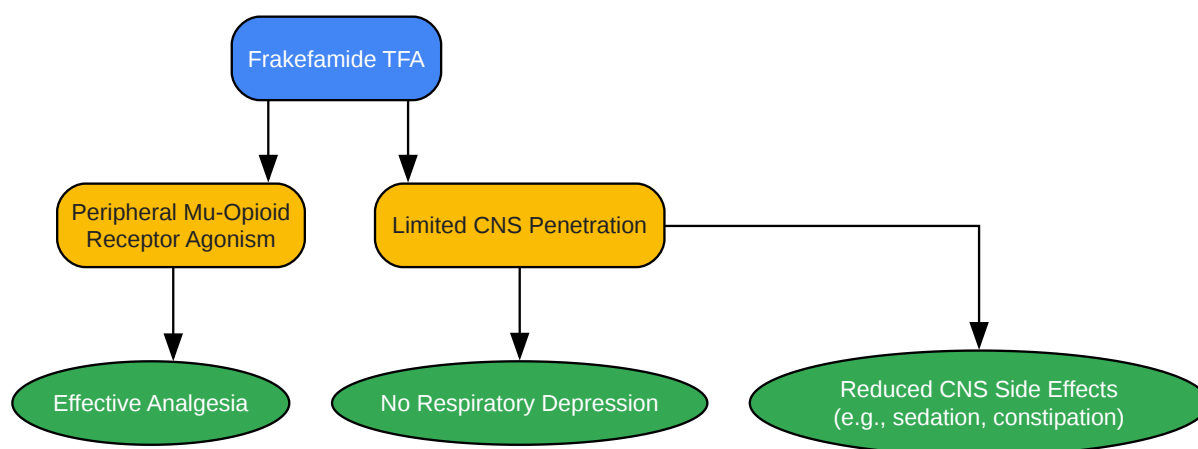 Frakefamide TFA
Peripheral Mu-Opioid
Receptor Agonism
Limited CNS Penetration
Effective Analgesia
No Respiratory Depression
Reduced CNS Side Effects
(e.g., sedation, constipation)